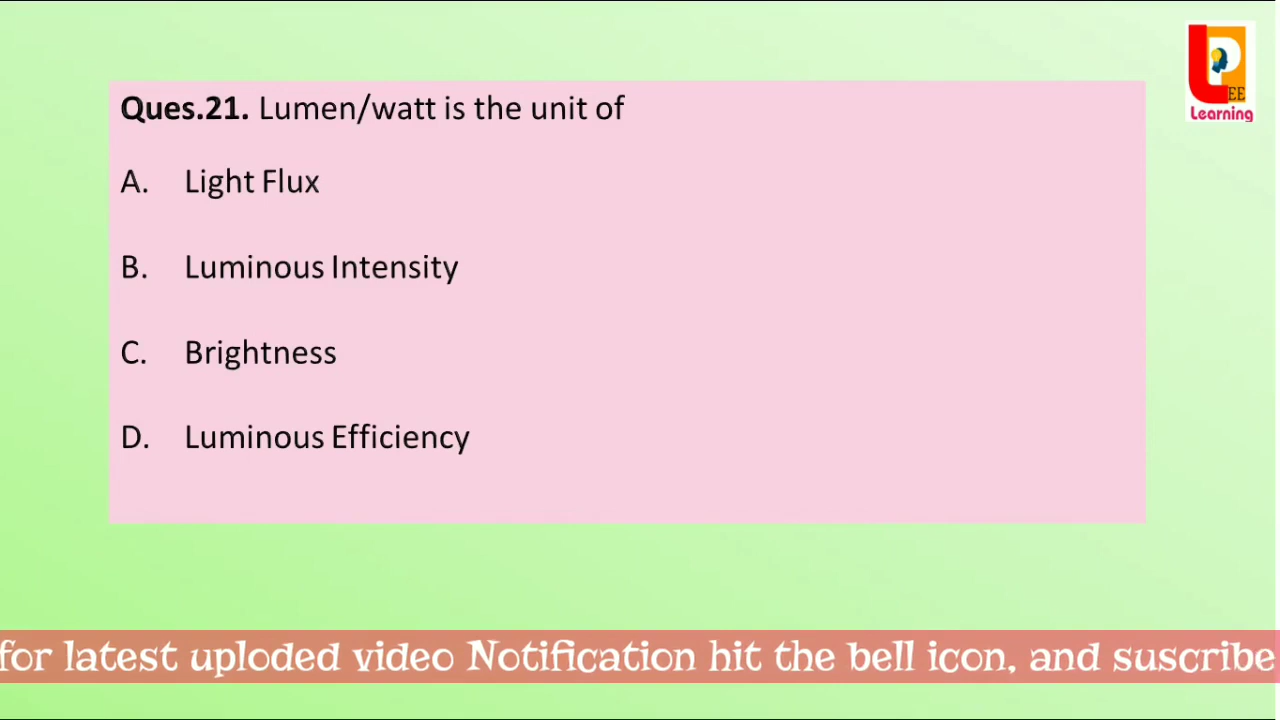 Ques.21. Lumen/watt is the unit of
A. Light Flux
B. Luminous Intensity
C. Brightness
D. Luminous Efficiency
L P EE
Learning
for latest uploded video Notification hit the bell icon, and suscribe